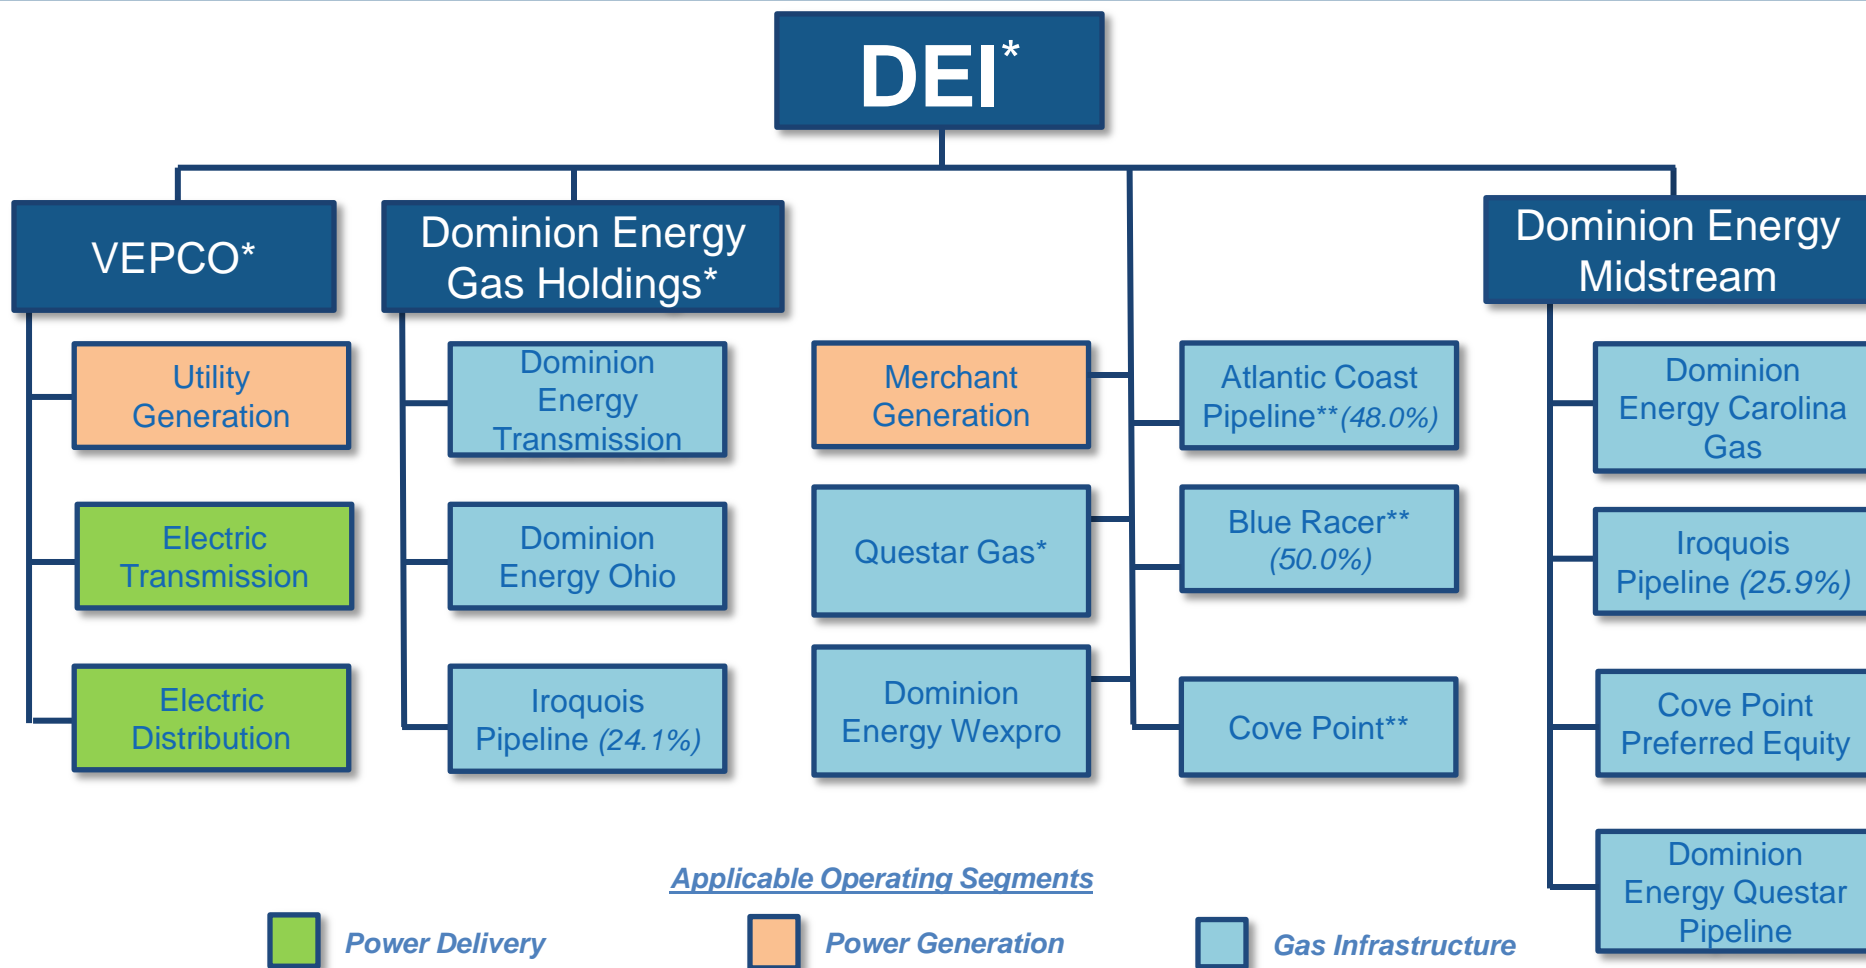 DEI*
VEPCO*
Dominion Energy
Gas Holdings*
Dominion Energy
Midstream
Utility
Generation
Electric
Transmission
Electric
Distribution
Dominion
Energy
Transmission
Dominion
Energy Ohio
Iroquois
Pipeline (24.1%)
Merchant
Generation
Questar Gas*
Dominion
Energy Wexpro
Atlantic Coast
Pipeline** (48.0%)
Blue Racer**
(50.0%)
Cove Point**
Dominion
Energy Carolina
Gas
Iroquois
Pipeline (25.9%)
Cove Point
Preferred Equity
Dominion
Energy Questar
Pipeline
Applicable Operating Segments
Power Delivery
Power Generation
Gas Infrastructure